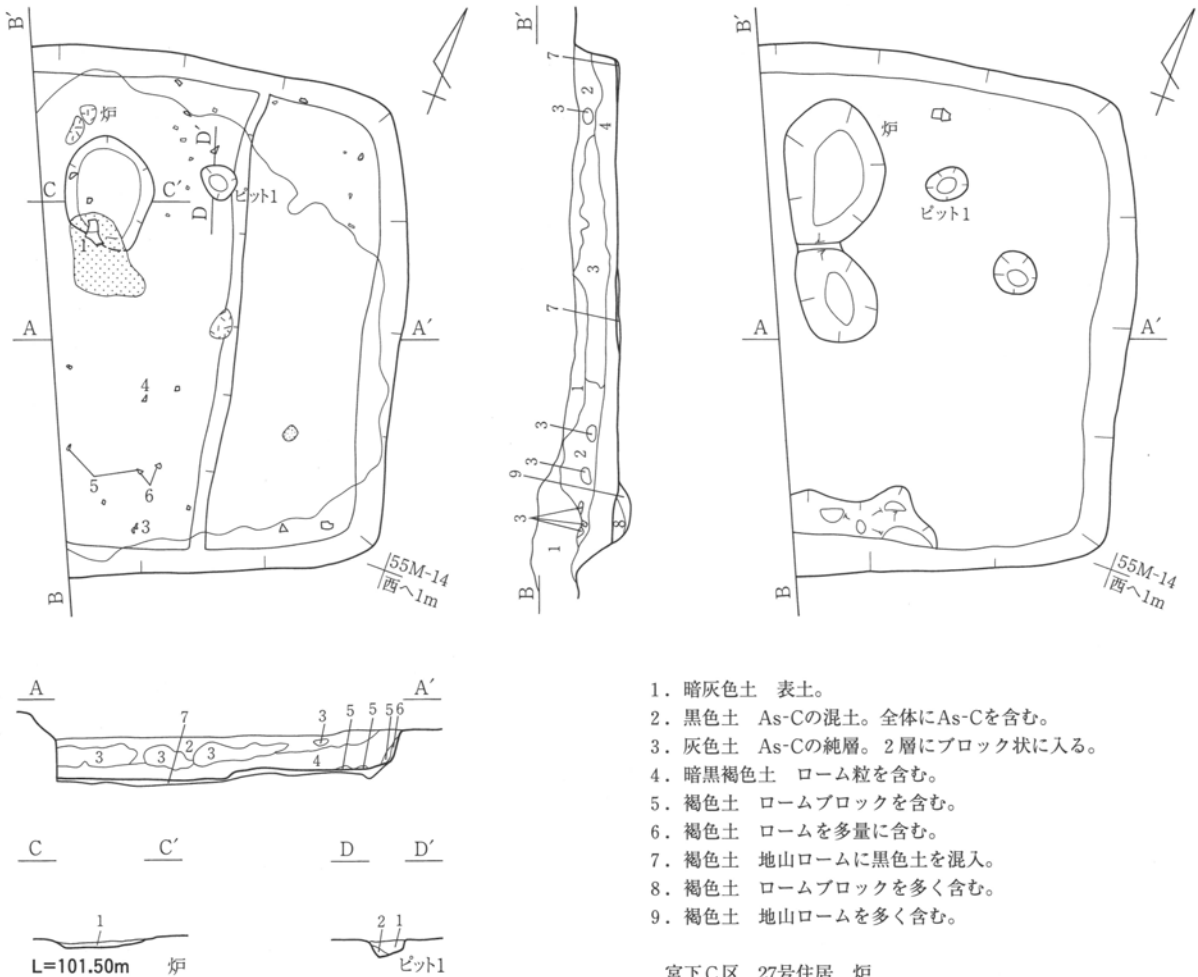 B′
炉
D′
C
C′
D
ピット1
1
A
A′
4
5
6
3
B
55M-14
西へ1m
B′
7
2
3
4
3
7
1
3
2
3
9
3
8
1
B
B′
炉
ピット1
A
A′
B
55M-14
西へ1m
A
A′
7
3
5
5
5
6
2
3
3
3
4
C
C′
D
D′
1
2
1
L=101.50m
炉
ピット1
1．暗灰色土　表土。
2．黒色土　As-Cの混土。全体にAs-Cを含む。
3．灰色土　As-Cの純層。2層にブロック状に入る。
4．暗黒褐色土　ローム粒を含む。
5．褐色土　ロームブロックを含む。
6．褐色土　ロームを多量に含む。
7．褐色土　地山ロームに黒色土を混入。
8．褐色土　ロームブロックを多く含む。
9．褐色土　地山ロームを多く含む。
宮下C区　27号住居　炉